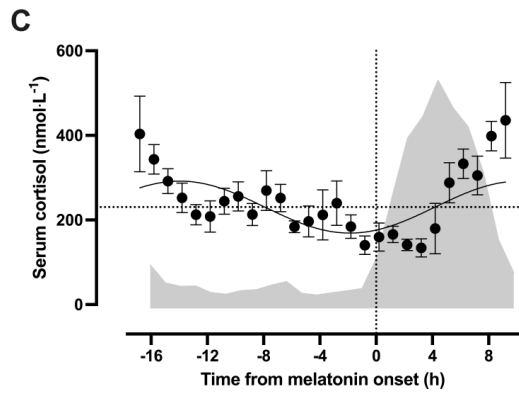 C
Serum cortisol (nmol·L⁻¹)
600
400
200
0
-16 -12 -8 -4 0 4 8
Time from melatonin onset (h)